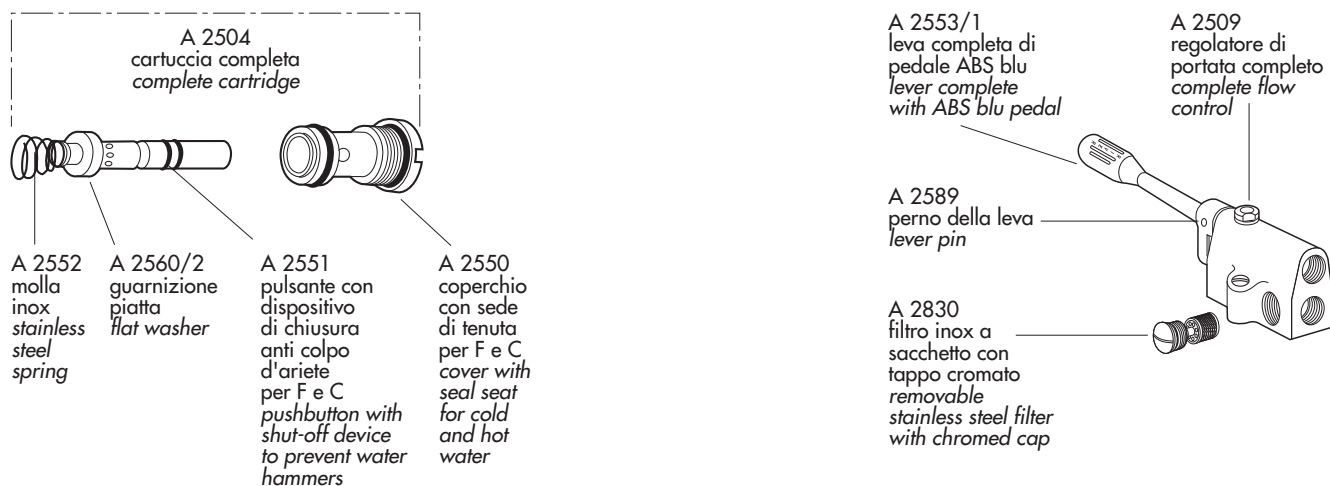 A 2504
cartuccia completa
complete cartridge
A 2552
molla
inox
stainless
steel
spring
A 2560/2
guarnizione
piatta
flat washer
A 2551
pulsante con
dispositivo
di chiusura
anti colpo
d'ariete
per F e C
pushbutton with
shut-off device
to prevent water
hammers
A 2550
coperchio
con sede
di tenuta
per F e C
cover with
seal seat
for cold
and hot
water
A 2553/1
leva completa di
pedale ABS blu
lever complete
with ABS blu pedal
A 2509
regolatore di
portata completo
complete flow
control
A 2589
perno della leva
lever pin
A 2830
filtro inox a
sacchetto con
tappo cromato
removable
stainless steel filter
with chromed cap